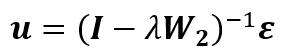 𝒖 = (𝑰 − 𝜆𝑾₂)⁻¹𝜺